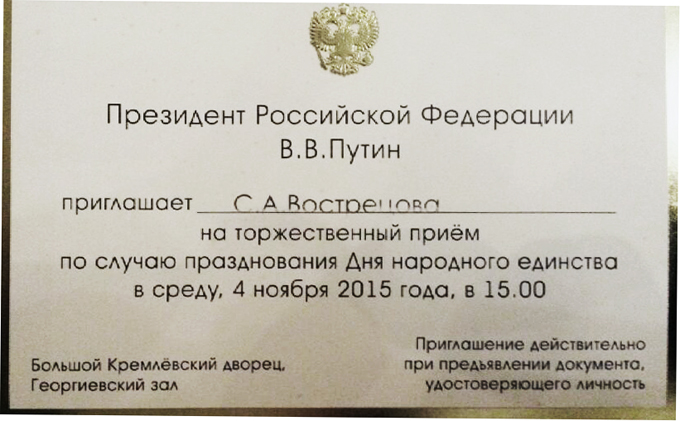 Президент Российской Федерации
В.В.Путин
приглашает С.А.Вострецова
на торжественный приём
по случаю празднования Дня народного единства
в среду, 4 ноября 2015 года, в 15.00
Большой Кремлёвский дворец,
Георгиевский зал
Приглашение действительно
при предъявлении документа,
удостоверяющего личность